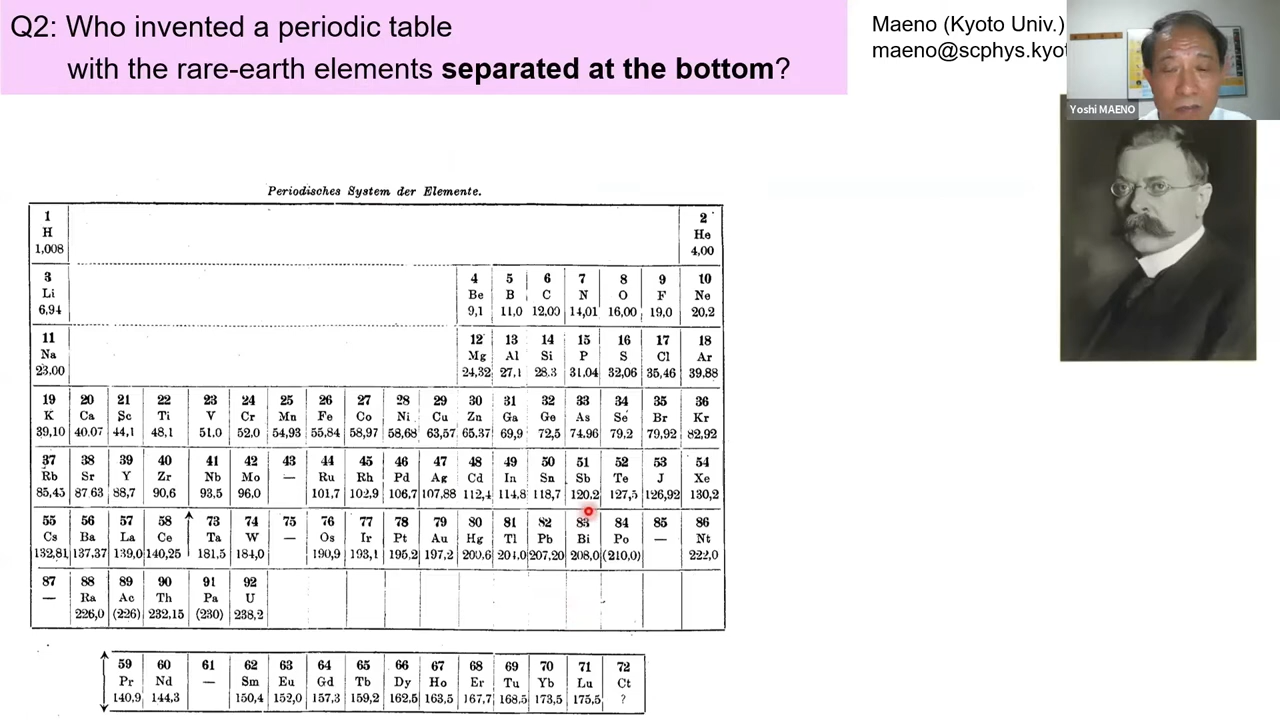 Q2: Who invented a periodic table
with the rare-earth elements separated at the bottom?
Maeno (Kyoto Univ.)
maeno@scphys.kyot
Yoshi MAENO
Periodisches System der Elemente.
1 2
H He
1,008 4,00
3 4 5 6 7 8 9 10
Li Be B C N O F Ne
6,94 9,1 11,0 12,00 14,01 16,00 19,0 20,2
11 12 13 14 15 16 17 18
Na Mg Al Si P S Cl Ar
23.00 24,32 27,1 28,3 31,04 32,06 35,46 39,88
19 20 21 22 23 24 25 26 27 28 29 30 31 32 33 34 35 36
K Ca Sc Ti V Cr Mn Fe Co Ni Cu Zn Ga Ge As Se Br Kr
39,10 40,07 44,1 48,1 51,0 52,0 54,93 55,84 58,97 58,68 63,57 65,37 69,9 72,5 74,96 79,2 79,92 82,92
37 38 39 40 41 42 43 44 45 46 47 48 49 50 51 52 53 54
Rb Sr Y Zr Nb Mo — Ru Rh Pd Ag Cd In Sn Sb Te J Xe
85,45 87,63 88,7 90,6 93,5 96,0 101,7 102,9 106,7 107,88 112,4 114,8 118,7 120,2 127,5 126,92 130,2
55 56 57 58 73 74 75 76 77 78 79 80 81 82 83 84 85 86
Cs Ba La Ce Ta W — Os Ir Pt Au Hg Tl Pb Bi Po — Nt
132,81 137,37 139,0 140,25 181,5 184,0 190,9 193,1 195,2 197,2 200,6 204,0 207,20 208,0 (210,0) 222,0
87 88 89 90 91 92
— Ra Ac Th Pa U
226,0 (226) 232,15 (230) 238,2
59 60 61 62 63 64 65 66 67 68 69 70 71 72
Pr Nd — Sm Eu Gd Tb Dy Ho Er Tu Yb Lu Ct
140,9 144,3 150,4 152,0 157,3 159,2 162,5 163,5 167,7 168,5 173,5 175,5 ?